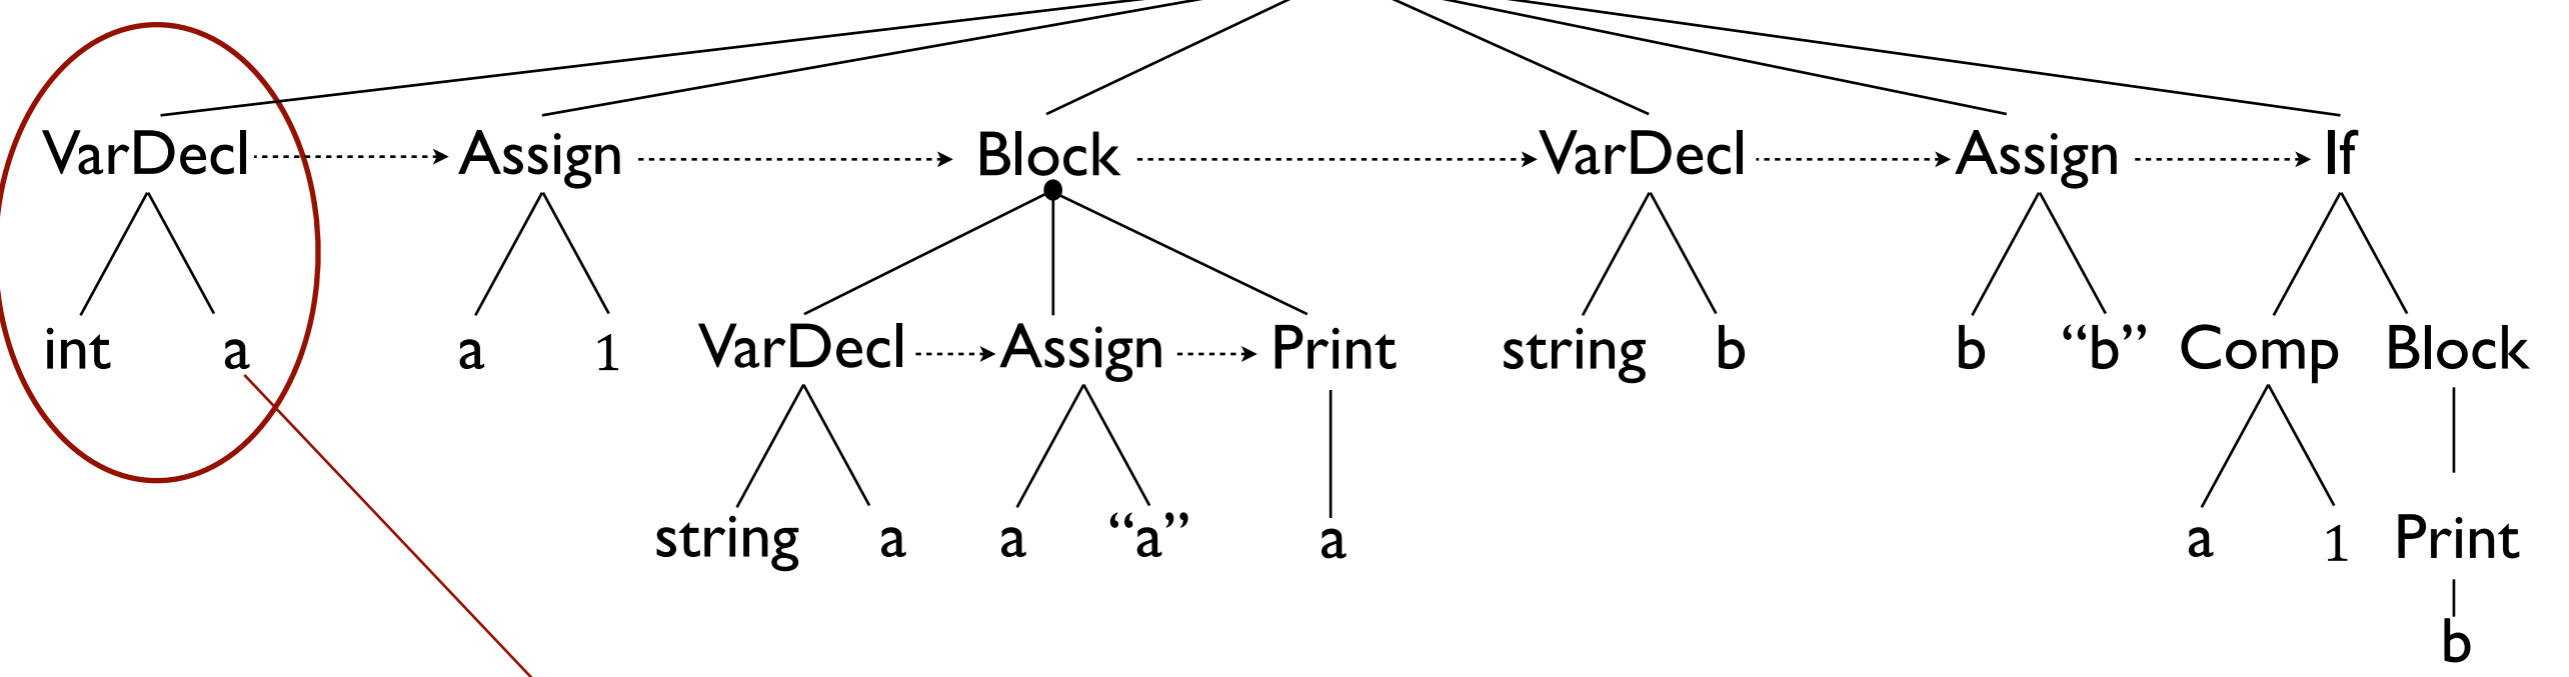 VarDecl Assign Block VarDecl Assign If
int a a 1 VarDecl Assign Print string b b “b” Comp Block
string a a “a” a a 1 Print
b